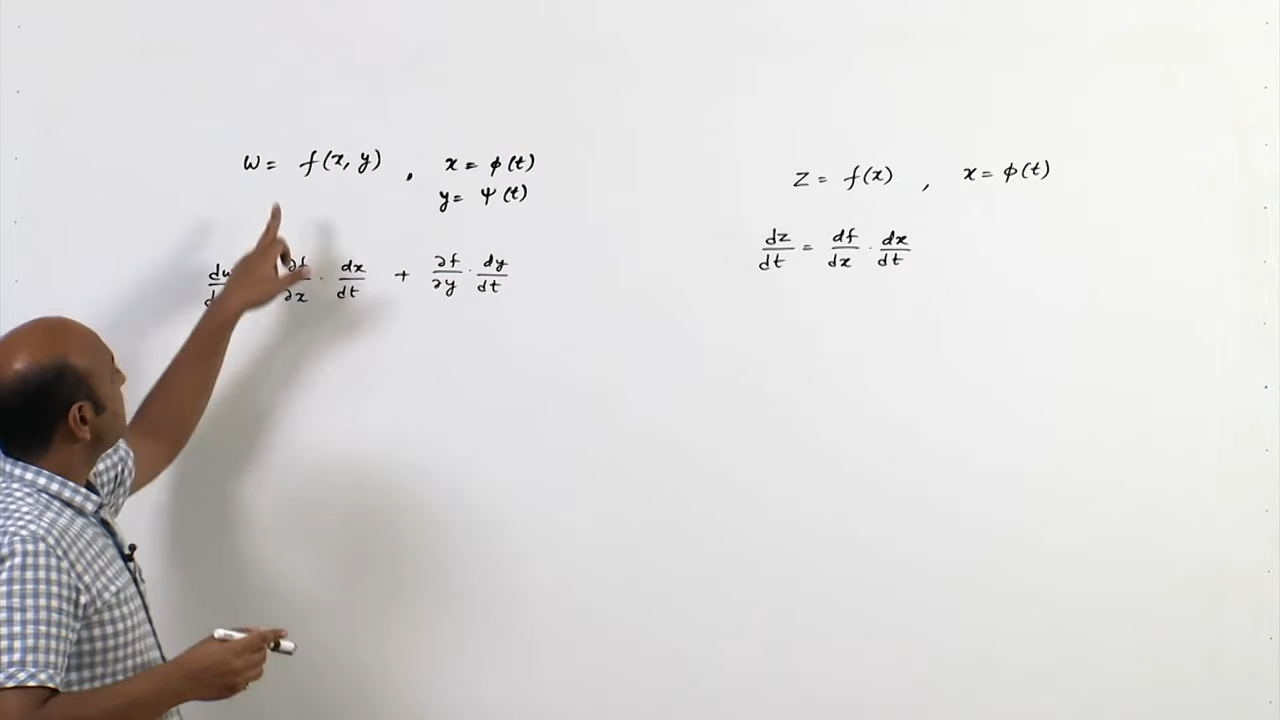 w = f(x, y) , x = φ(t)
y = ψ(t)
∂f/∂x · dx/dt + ∂f/∂y · dy/dt
z = f(x) , x = φ(t)
dz/dt = df/dx · dx/dt